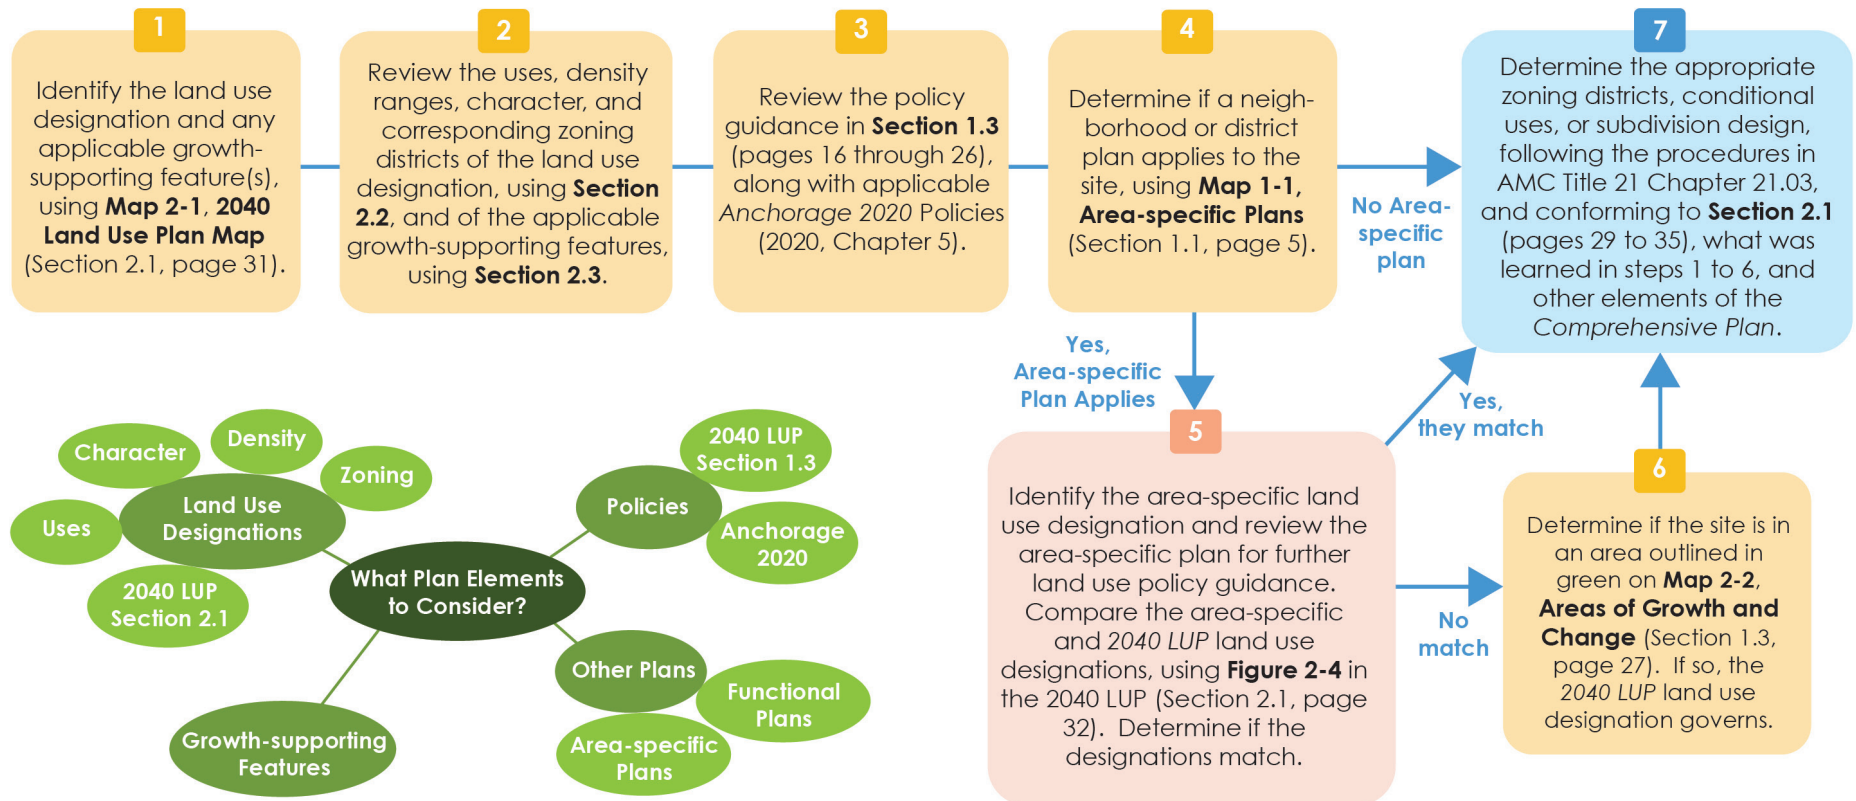 1
Identify the land use
designation and any
applicable growth-
supporting feature(s),
using Map 2-1, 2040
Land Use Plan Map
(Section 2.1, page 31).
2
Review the uses, density
ranges, character, and
corresponding zoning
districts of the land use
designation, using Section
2.2, and of the applicable
growth-supporting features,
using Section 2.3.
3
Review the policy
guidance in Section 1.3
(pages 16 through 26),
along with applicable
Anchorage 2020 Policies
(2020, Chapter 5).
4
Determine if a neigh-
borhood or district
plan applies to the
site, using Map 1-1,
Area-specific Plans
(Section 1.1, page 5).
No Area-
specific
plan
7
Determine the appropriate
zoning districts, conditional
uses, or subdivision design,
following the procedures in
AMC Title 21 Chapter 21.03,
and conforming to Section 2.1
(pages 29 to 35), what was
learned in steps 1 to 6, and
other elements of the
Comprehensive Plan.
Yes,
Area-specific
Plan Applies
5
Identify the area-specific land
use designation and review the
area-specific plan for further
land use policy guidance.
Compare the area-specific
and 2040 LUP land use
designations, using Figure 2-4 in
the 2040 LUP (Section 2.1, page
32). Determine if the
designations match.
Yes,
they match
No
match
6
Determine if the site is in
an area outlined in
green on Map 2-2,
Areas of Growth and
Change (Section 1.3,
page 27). If so, the
2040 LUP land use
designation governs.
What Plan Elements
to Consider?
Land Use
Designations
Uses
Character
Density
Zoning
2040 LUP
Section 2.1
Policies
2040 LUP
Section 1.3
Anchorage
2020
Other Plans
Functional
Plans
Area-specific
Plans
Growth-supporting
Features